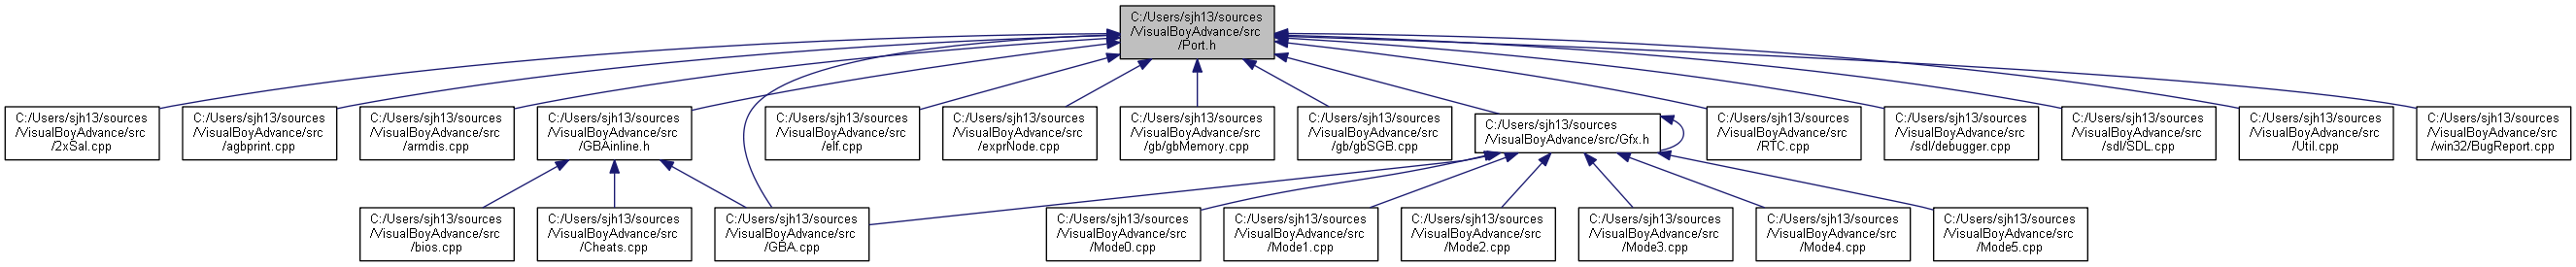 C:/Users/sjh13/sources
/VisualBoyAdvance/src
/Port.h
C:/Users/sjh13/sources
/VisualBoyAdvance/src
/2xSaI.cpp
C:/Users/sjh13/sources
/VisualBoyAdvance/src
/agbprint.cpp
C:/Users/sjh13/sources
/VisualBoyAdvance/src
/armdis.cpp
C:/Users/sjh13/sources
/VisualBoyAdvance/src
/GBAinline.h
C:/Users/sjh13/sources
/VisualBoyAdvance/src
/elf.cpp
C:/Users/sjh13/sources
/VisualBoyAdvance/src
/exprNode.cpp
C:/Users/sjh13/sources
/VisualBoyAdvance/src
/gb/gbMemory.cpp
C:/Users/sjh13/sources
/VisualBoyAdvance/src
/gb/gbSGB.cpp
C:/Users/sjh13/sources
/VisualBoyAdvance/src/Gfx.h
C:/Users/sjh13/sources
/VisualBoyAdvance/src
/RTC.cpp
C:/Users/sjh13/sources
/VisualBoyAdvance/src
/sdl/debugger.cpp
C:/Users/sjh13/sources
/VisualBoyAdvance/src
/sdl/SDL.cpp
C:/Users/sjh13/sources
/VisualBoyAdvance/src
/Util.cpp
C:/Users/sjh13/sources
/VisualBoyAdvance/src
/win32/BugReport.cpp
C:/Users/sjh13/sources
/VisualBoyAdvance/src
/bios.cpp
C:/Users/sjh13/sources
/VisualBoyAdvance/src
/Cheats.cpp
C:/Users/sjh13/sources
/VisualBoyAdvance/src
/GBA.cpp
C:/Users/sjh13/sources
/VisualBoyAdvance/src
/Mode0.cpp
C:/Users/sjh13/sources
/VisualBoyAdvance/src
/Mode1.cpp
C:/Users/sjh13/sources
/VisualBoyAdvance/src
/Mode2.cpp
C:/Users/sjh13/sources
/VisualBoyAdvance/src
/Mode3.cpp
C:/Users/sjh13/sources
/VisualBoyAdvance/src
/Mode4.cpp
C:/Users/sjh13/sources
/VisualBoyAdvance/src
/Mode5.cpp